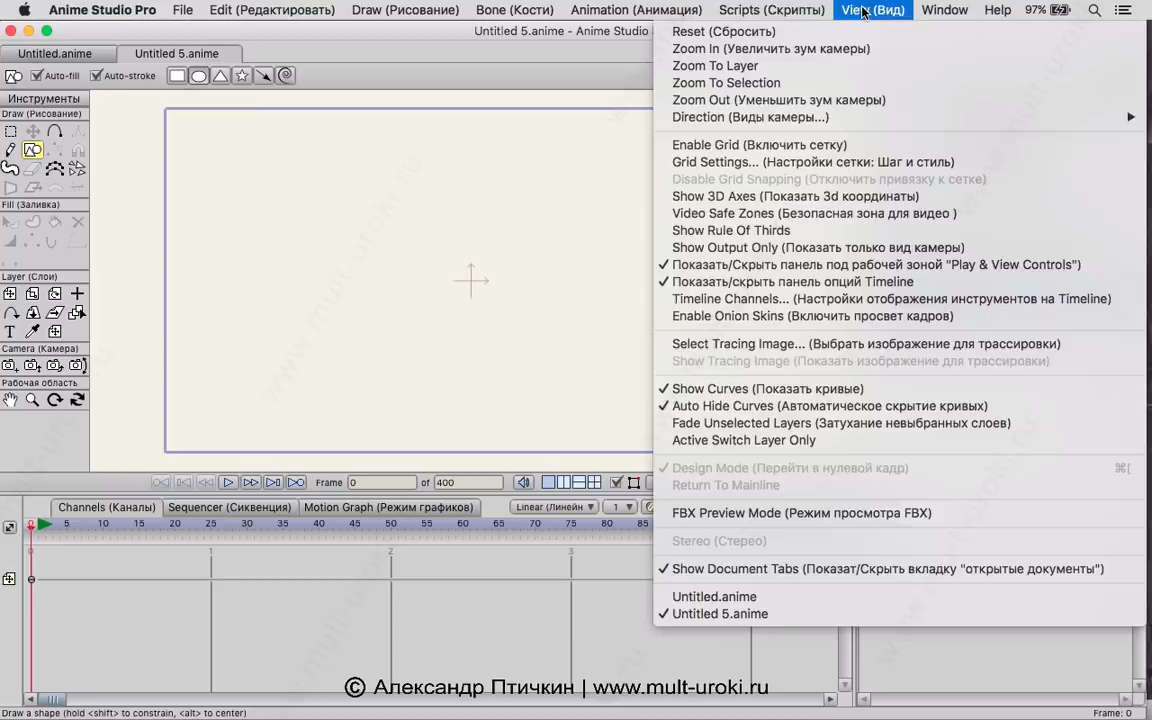 Anime Studio Pro File Edit (Редактировать) Draw (Рисование) Bone (Кости) Animation (Анимация) Scripts (Скрипты) View (Вид) Window Help 97%
Untitled 5.anime - Anime Studio
Untitled.anime Untitled 5.anime
Auto-fill Auto-stroke
Инструменты
Draw (Рисование)
Fill (Заливка)
Layer (Слои)
T
Camera (Камера)
Рабочая область
Reset (Сбросить)
Zoom In (Увеличить зум камеры)
Zoom To Layer
Zoom To Selection
Zoom Out (Уменьшить зум камеры)
Direction (Виды камеры...)
Enable Grid (Включить сетку)
Grid Settings... (Настройки сетки: Шаг и стиль)
Disable Grid Snapping (Отключить привязку к сетке)
Show 3D Axes (Показать 3d координаты)
Video Safe Zones (Безопасная зона для видео )
Show Rule Of Thirds
Show Output Only (Показать только вид камеры)
✓ Показать/Скрыть панель под рабочей зоной "Play & View Controls")
✓ Показать/скрыть панель опций Timeline
Timeline Channels... (Настройки отображения инструментов на Timeline)
Enable Onion Skins (Включить просвет кадров)
Select Tracing Image... (Выбрать изображение для трассировки)
Show Tracing Image (Показать изображение для трассировки)
✓ Show Curves (Показать кривые)
✓ Auto Hide Curves (Автоматическое скрытие кривых)
Fade Unselected Layers (Затухание невыбранных слоев)
Active Switch Layer Only
✓ Design Mode (Перейти в нулевой кадр) ⌘[
Return To Mainline
FBX Preview Mode (Режим просмотра FBX)
Stereo (Стерео)
✓ Show Document Tabs (Показат/Скрыть вкладку "открытые документы")
Untitled.anime
✓ Untitled 5.anime
Frame 0 of 400
Channels (Каналы) Sequencer (Сиквенция) Motion Graph (Режим графиков) Linear (Линейн 1
0 5 10 15 20 25 30 35 40 45 50 55 60 65 70 75 80 85
0 1 2 3
© Александр Птичкин | www.mult-uroki.ru
Draw a shape (hold <shift> to constrain, <alt> to center) Frame: 0